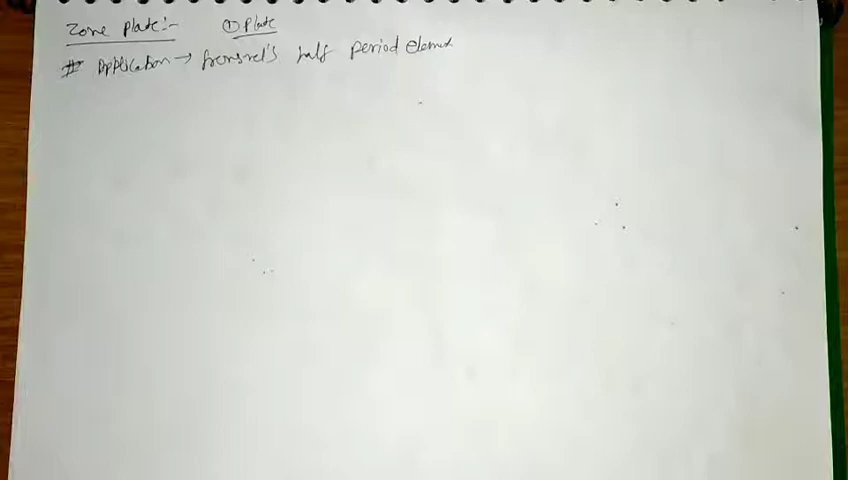 Zone plate:- ① Plate
# Application → fresnel's half period element